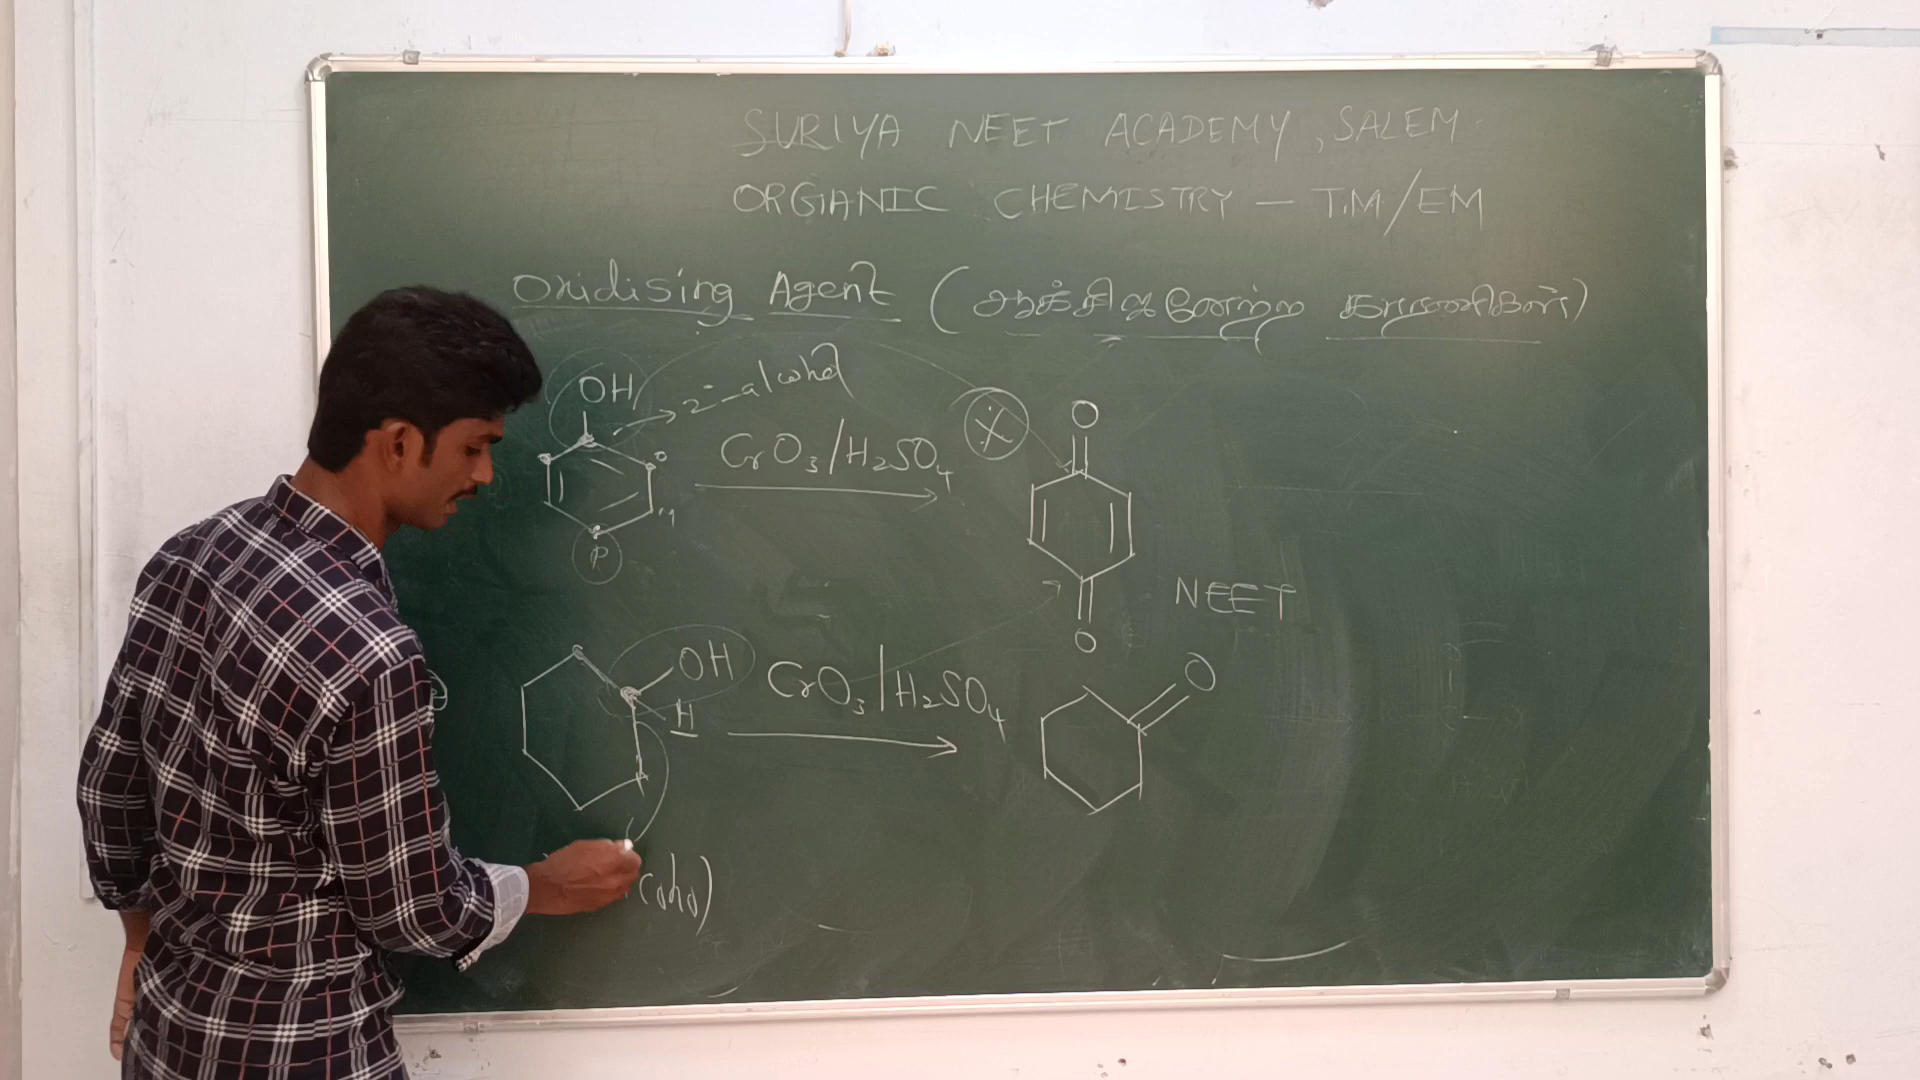 SURIYA NEET ACADEMY, SALEM.
ORGANIC CHEMISTRY — T.M/EM
Oxidising Agent (ஆக்சிஜனேற்ற காரணிகள்)
OH → 2°-alcohol
CrO₃/H₂SO₄
O
P
O
NEET
OH
H
CrO₃/H₂SO₄
O